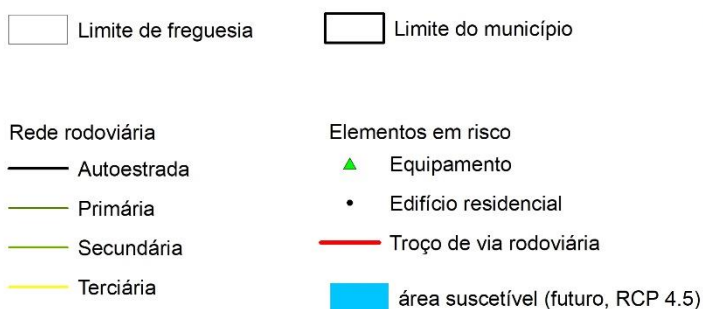 Limite de freguesia
Limite do município
Rede rodoviária
Autoestrada
Primária
Secundária
Terciária
Elementos em risco
Equipamento
Edifício residencial
Troço de via rodoviária
área suscetível (futuro, RCP 4.5)